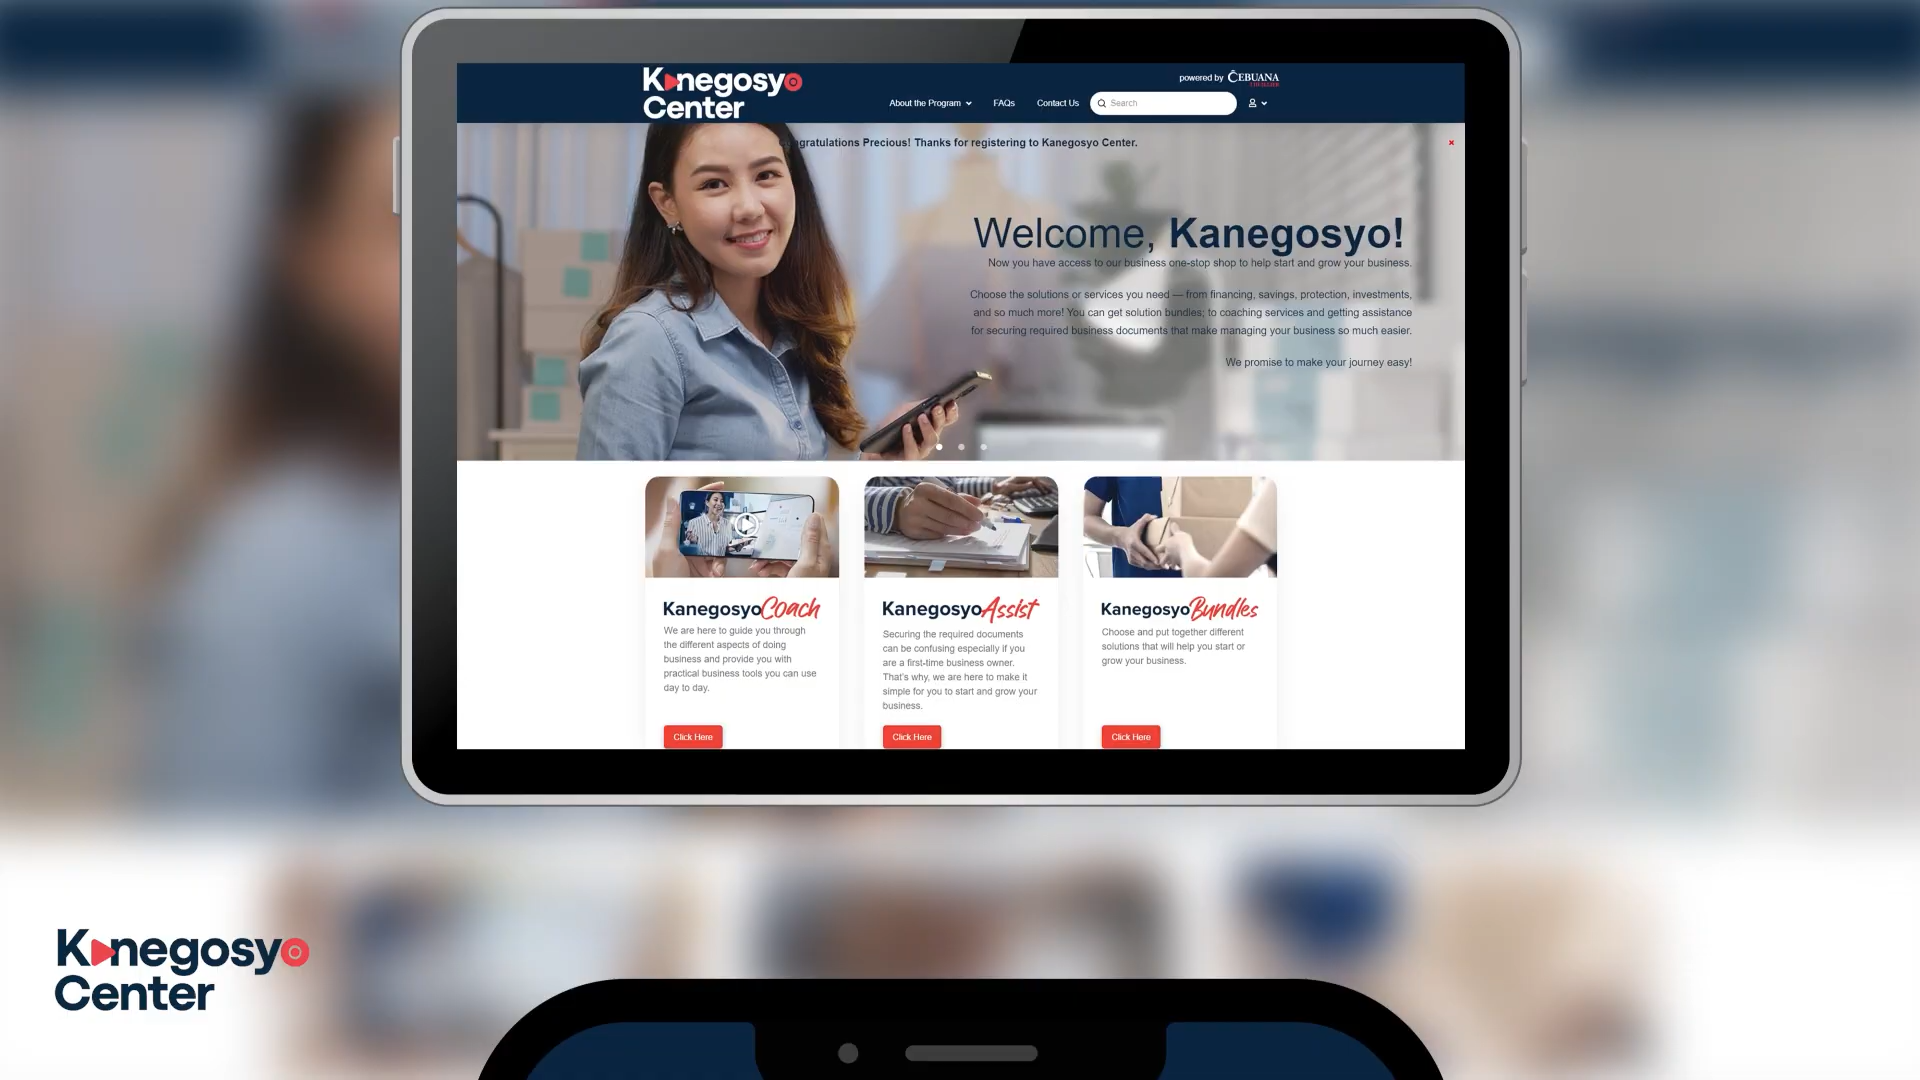 Kanegosyo
Center
powered by CEBUANA
LHUILLIER
About the Program
FAQs
Contact Us
Search
Congratulations Precious! Thanks for registering to Kanegosyo Center.
Welcome, Kanegosyo!
Now you have access to our business one-stop shop to help start and grow your business.
Choose the solutions or services you need — from financing, savings, protection, investments,
and so much more! You can get solution bundles; to coaching services and getting assistance
for securing required business documents that make managing your business so much easier.
We promise to make your journey easy!
KanegosyoCoach
We are here to guide you through
the different aspects of doing
business and provide you with
practical business tools you can use
day to day.
Click Here
KanegosyoAssist
Securing the required documents
can be confusing especially if you
are a first-time business owner.
That's why, we are here to make it
simple for you to start and grow your
business.
Click Here
KanegosyoBundles
Choose and put together different
solutions that will help you start or
grow your business.
Click Here
Kanegosyo
Center